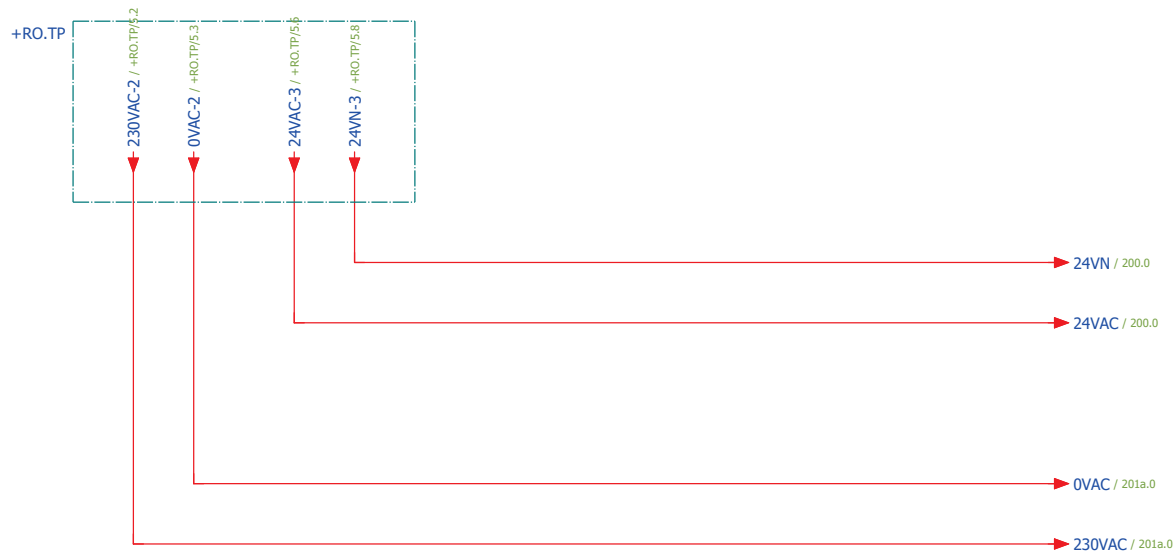 +RO.TP
230VAC-2 / +RO.TP/5.2
0VAC-2 / +RO.TP/5.3
24VAC-3 / +RO.TP/5.6
24VN-3 / +RO.TP/5.8
24VN / 200.0
24VAC / 200.0
0VAC / 201a.0
230VAC / 201a.0